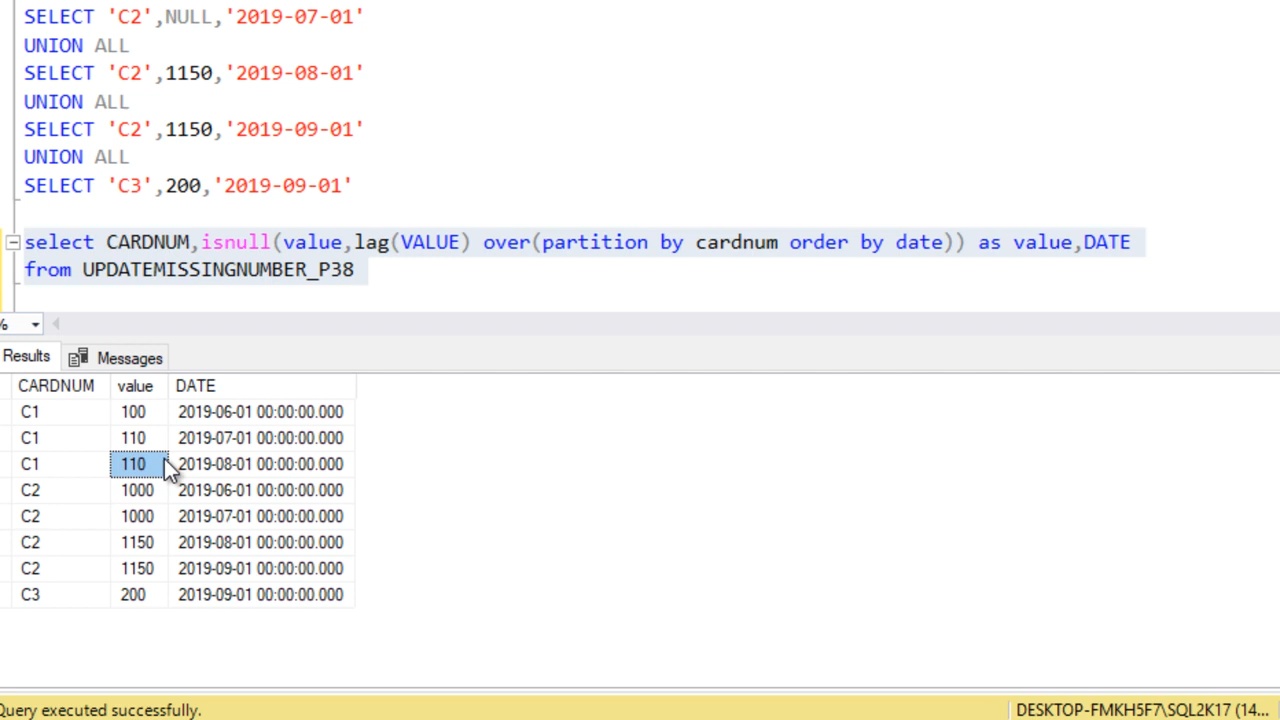 SELECT 'C2',NULL,'2019-07-01'
UNION ALL
SELECT 'C2',1150,'2019-08-01'
UNION ALL
SELECT 'C2',1150,'2019-09-01'
UNION ALL
SELECT 'C3',200,'2019-09-01'
select CARDNUM,isnull(value,lag(VALUE) over(partition by cardnum order by date)) as value,DATE
from UPDATEMISSINGNUMBER_P38
%
Results Messages
CARDNUM value DATE
C1 100 2019-06-01 00:00:00.000
C1 110 2019-07-01 00:00:00.000
C1 110 2019-08-01 00:00:00.000
C2 1000 2019-06-01 00:00:00.000
C2 1000 2019-07-01 00:00:00.000
C2 1150 2019-08-01 00:00:00.000
C2 1150 2019-09-01 00:00:00.000
C3 200 2019-09-01 00:00:00.000
Query executed successfully. DESKTOP-FMKH5F7\SQL2K17 (14...